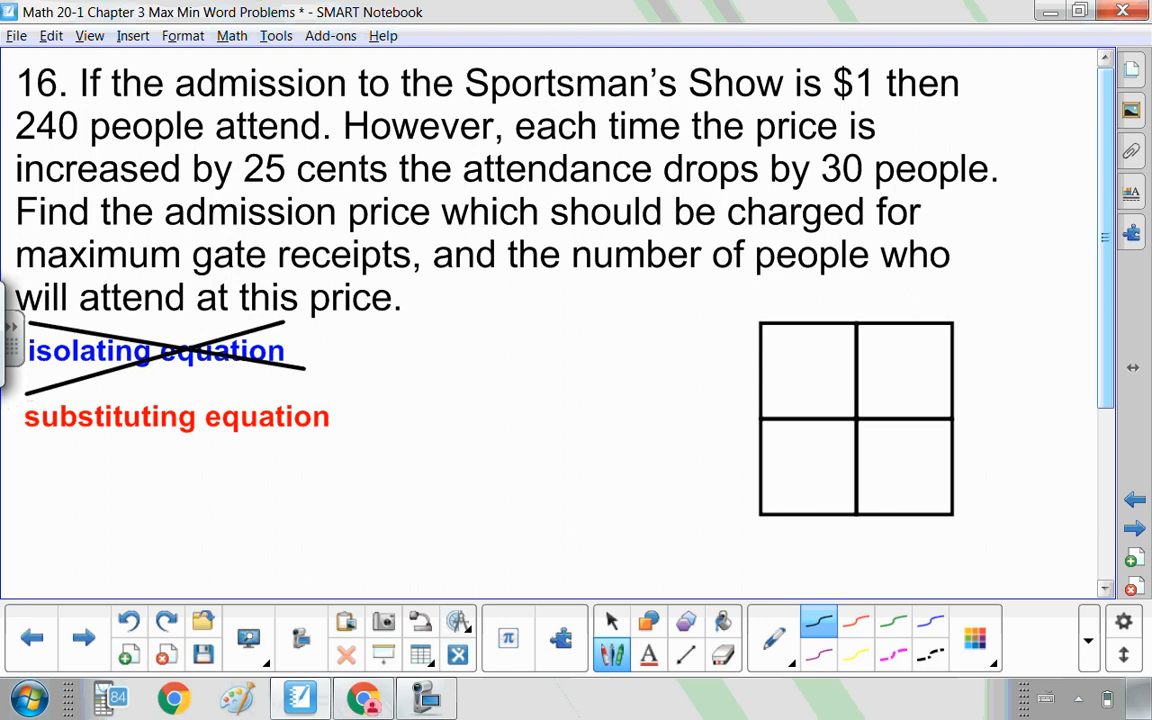 Math 20-1 Chapter 3 Max Min Word Problems * - SMART Notebook
File Edit View Insert Format Math Tools Add-ons Help
16. If the admission to the Sportsman's Show is $1 then
240 people attend. However, each time the price is
increased by 25 cents the attendance drops by 30 people.
Find the admission price which should be charged for
maximum gate receipts, and the number of people who
will attend at this price.
isolating equation
substituting equation
π
A
84